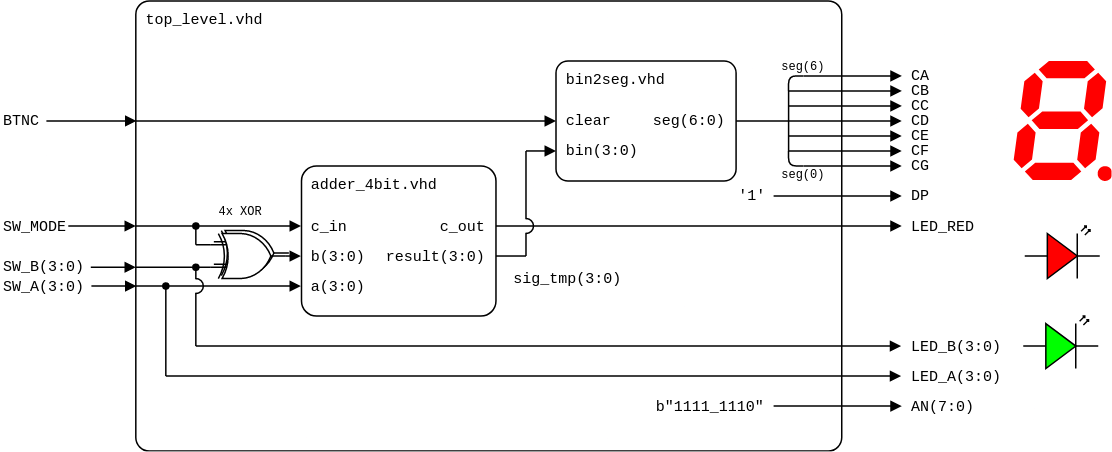 top_level.vhd
bin2seg.vhd
clear
seg(6:0)
bin(3:0)
seg(6)
seg(0)
CA
CB
CC
CD
CE
CF
CG
BTNC
'1'
DP
adder_4bit.vhd
4x XOR
SW_MODE
c_in
c_out
LED_RED
b(3:0)
result(3:0)
SW_B(3:0)
SW_A(3:0)
a(3:0)
sig_tmp(3:0)
LED_B(3:0)
LED_A(3:0)
b"1111_1110"
AN(7:0)